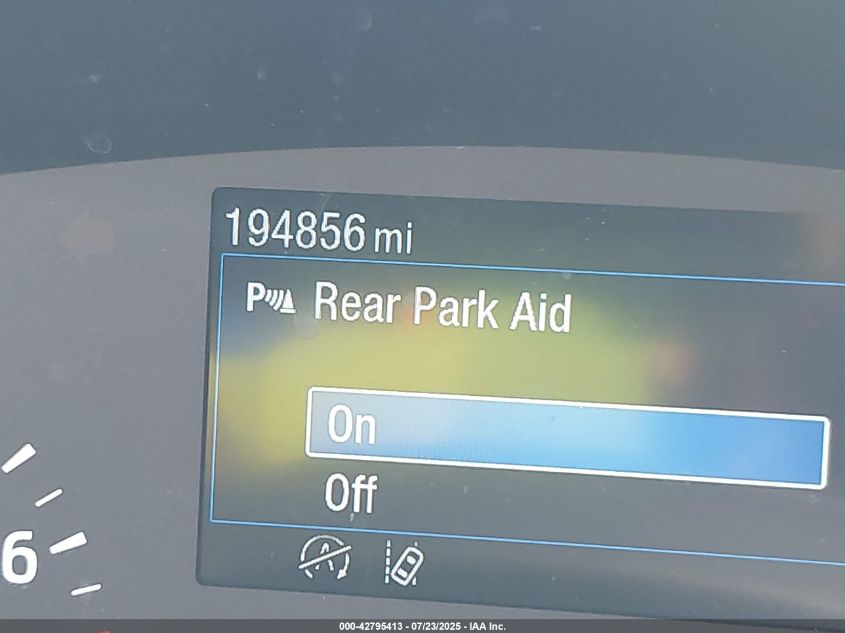 194856 mi
P Rear Park Aid
On
Off
A
6
000-42795413 - 07/23/2025 - IAA Inc.